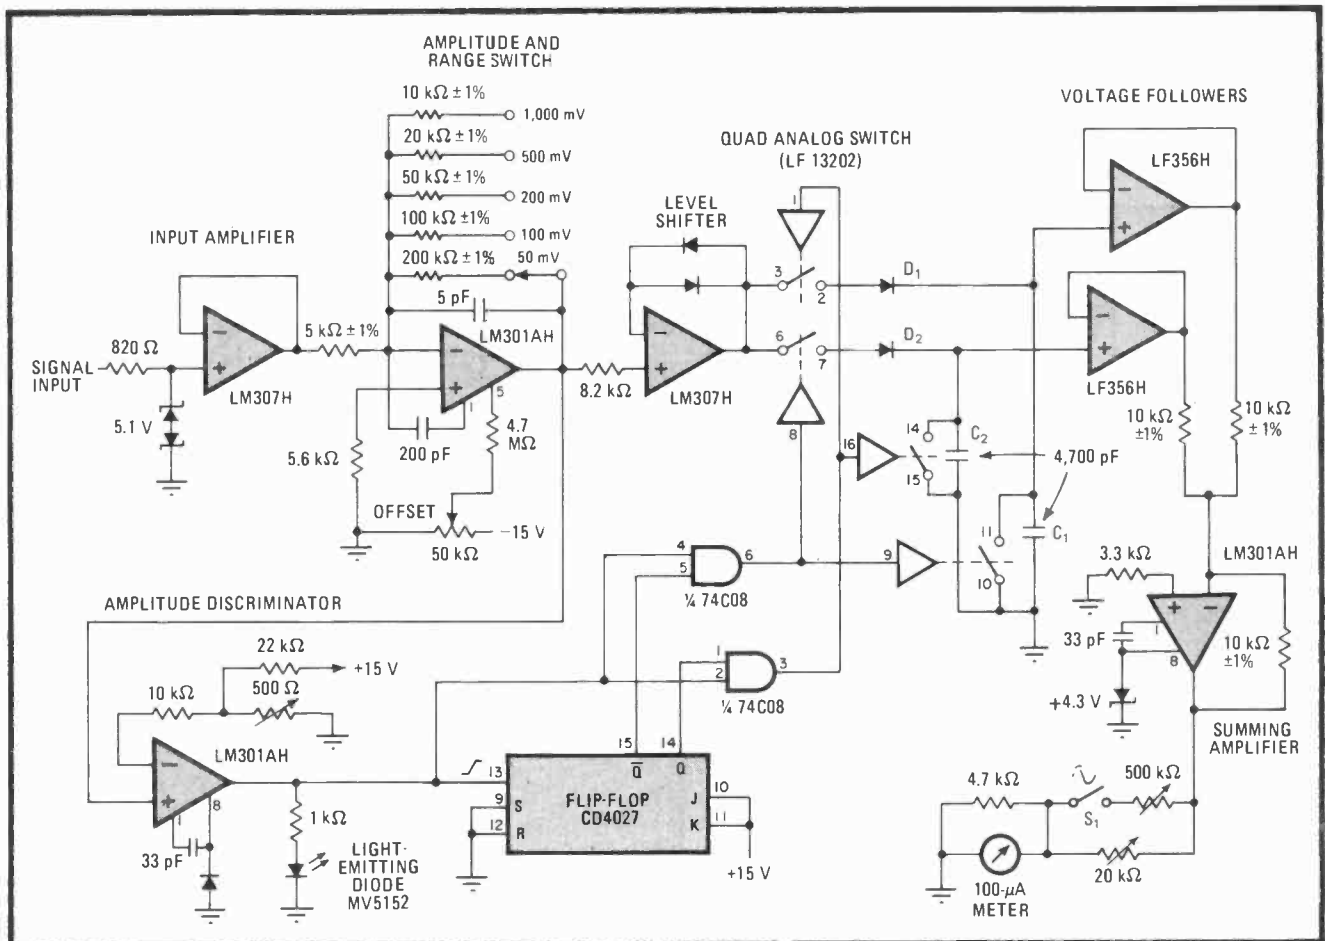 AMPLITUDE AND
RANGE SWITCH
10 kΩ ± 1%
1,000 mV
20 kΩ ± 1%
500 mV
50 kΩ ± 1%
200 mV
100 kΩ ±1%
100 mV
200 kΩ ± 1%
50 mV
5 pF
INPUT AMPLIFIER
5 kΩ ± 1%
LM301AH
−
+
SIGNAL
INPUT
820 Ω
−
+
LM307H
5.1 V
5
1
200 pF
4.7
MΩ
5.6 kΩ
OFFSET
50 kΩ
−15 V
LEVEL
SHIFTER
8.2 kΩ
−
+
LM307H
QUAD ANALOG SWITCH
(LF 13202)
1
3
2
6
7
8
D1
D2
VOLTAGE FOLLOWERS
LF356H
−
+
−
+
LF356H
10 kΩ
±1%
10 kΩ
± 1%
16
14
15
C2
4,700 pF
9
11
10
C1
4
5
6
¼ 74C08
1
2
3
¼ 74C08
3.3 kΩ
LM301AH
+
−
33 pF
1
8
10 kΩ
±1%
+4.3 V
SUMMING
AMPLIFIER
AMPLITUDE DISCRIMINATOR
22 kΩ
+15 V
10 kΩ
500 Ω
LM301AH
−
+
1
8
33 pF
1 kΩ
LIGHT-
EMITTING
DIODE
MV5152
15
14
Q̅
Q
13
9
S
12
R
FLIP-FLOP
CD4027
J
10
K
11
+15 V
4.7 kΩ
S1
500 kΩ
20 kΩ
100-μA
METER